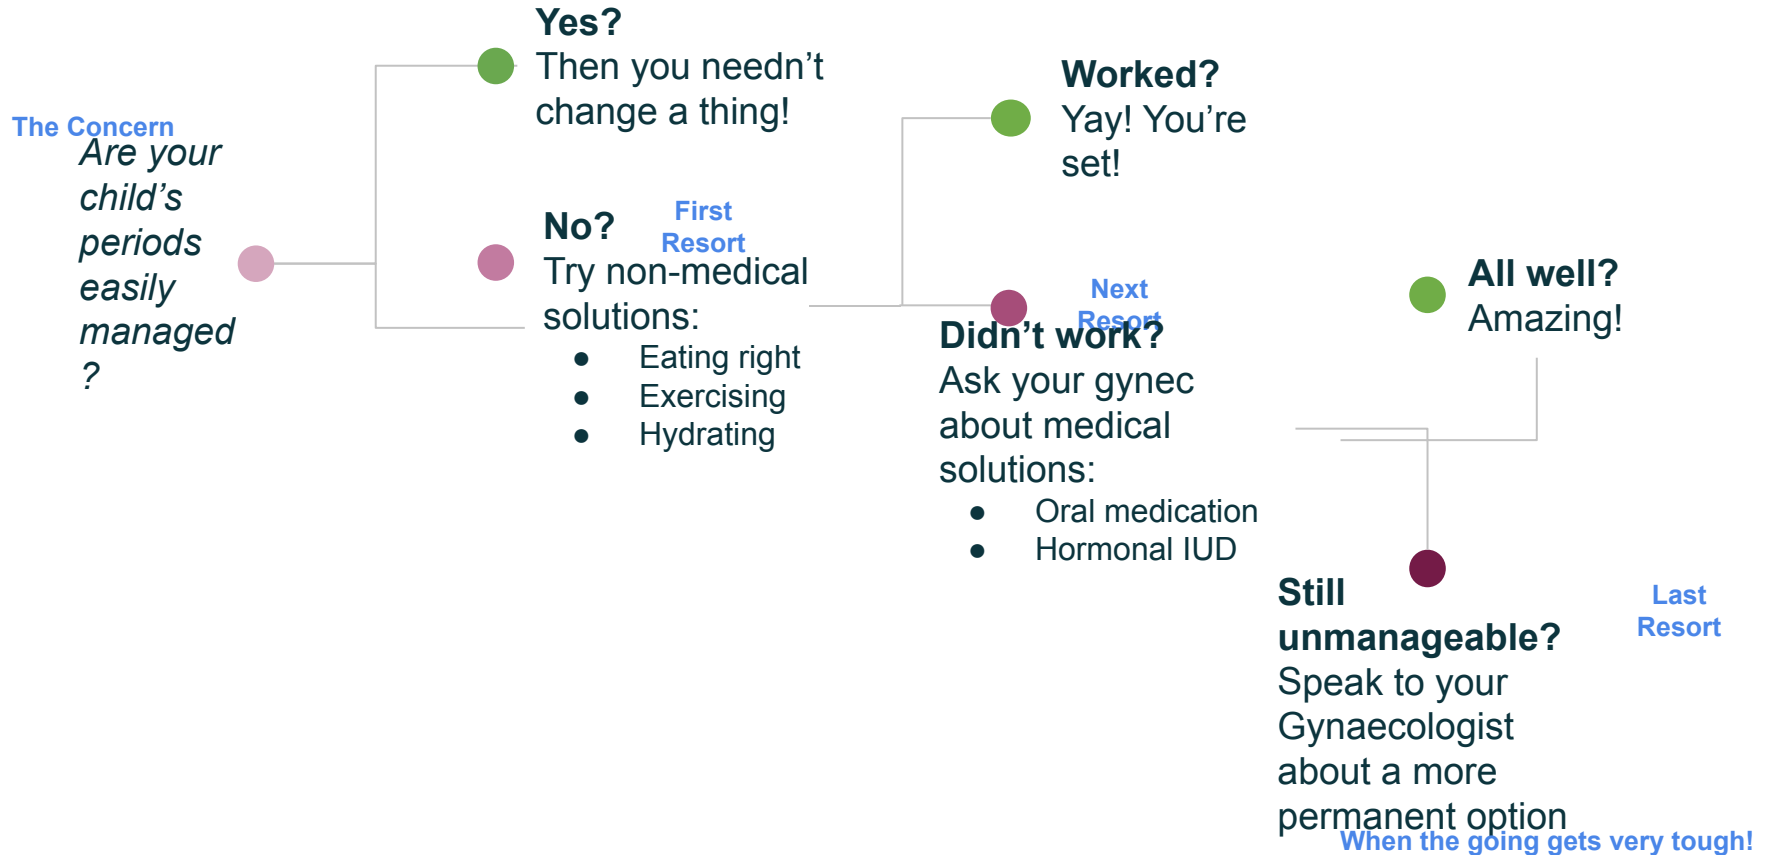 The Concern
Are your
child’s
periods
easily
managed
?
Yes?
Then you needn’t
change a thing!
No?
First
Resort
Try non-medical
solutions:
● Eating right
● Exercising
● Hydrating
Worked?
Yay! You’re
set!
Next
Resort
Didn’t work?
Ask your gynec
about medical
solutions:
● Oral medication
● Hormonal IUD
All well?
Amazing!
Still
unmanageable?
Speak to your
Gynaecologist
about a more
permanent option
Last
Resort
When the going gets very tough!